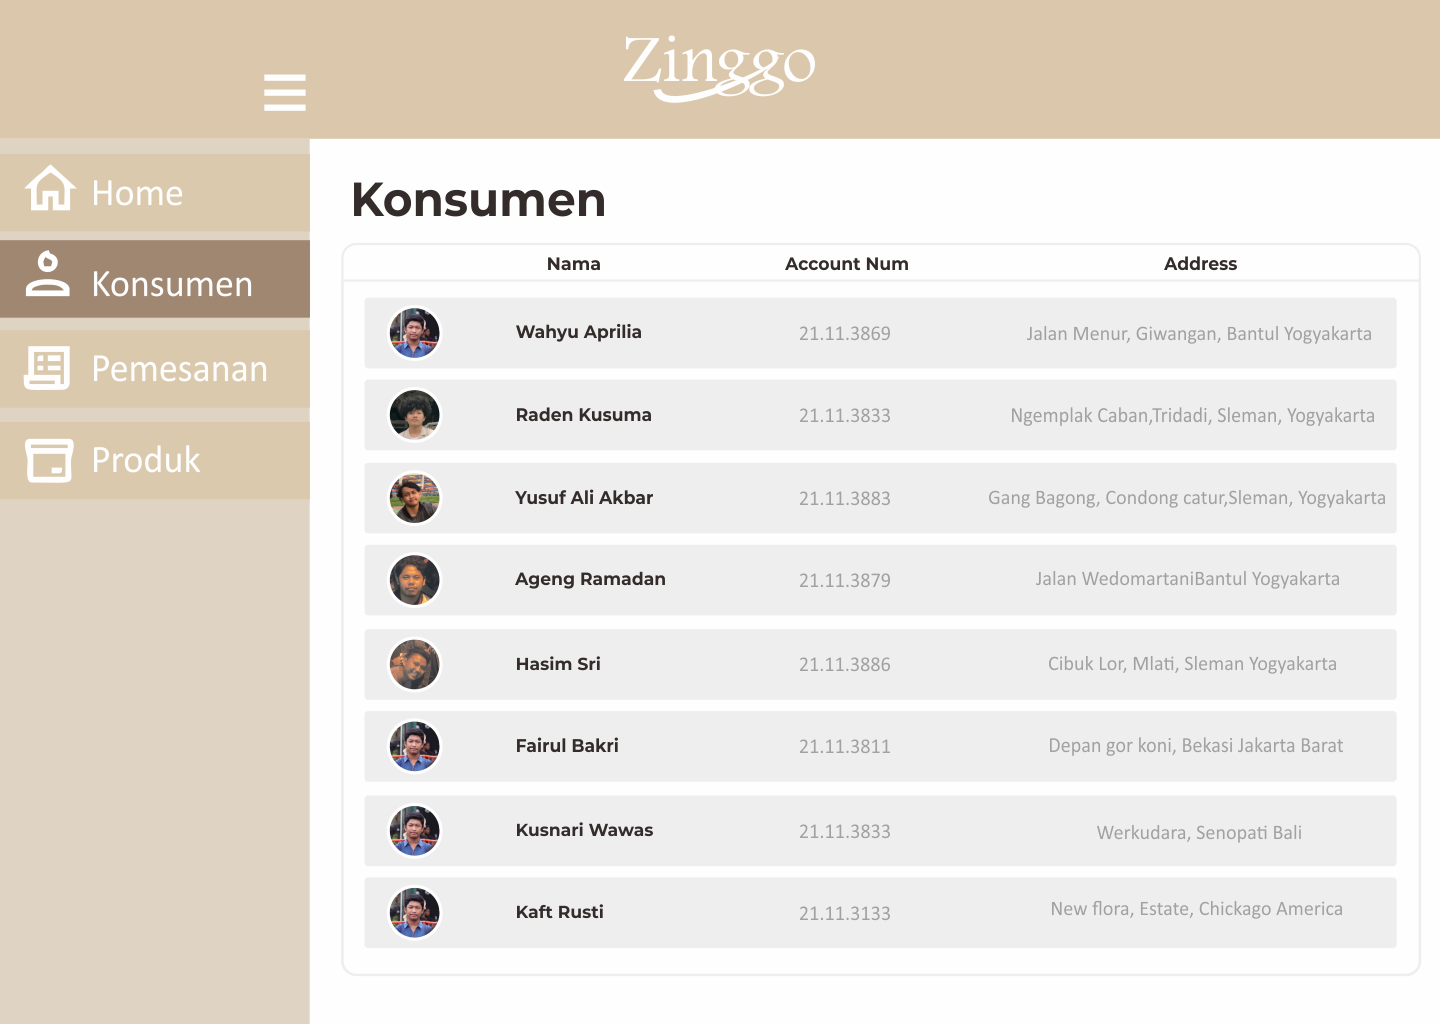 Zinggo
Home
Konsumen
Pemesanan
Produk
Konsumen
Nama Account Num Address
Wahyu Aprilia 21.11.3869 Jalan Menur, Giwangan, Bantul Yogyakarta
Raden Kusuma 21.11.3833 Ngemplak Caban,Tridadi, Sleman, Yogyakarta
Yusuf Ali Akbar 21.11.3883 Gang Bagong, Condong catur,Sleman, Yogyakarta
Ageng Ramadan 21.11.3879 Jalan WedomartaniBantul Yogyakarta
Hasim Sri 21.11.3886 Cibuk Lor, Mlati, Sleman Yogyakarta
Fairul Bakri 21.11.3811 Depan gor koni, Bekasi Jakarta Barat
Kusnari Wawas 21.11.3833 Werkudara, Senopati Bali
Kaft Rusti 21.11.3133 New flora, Estate, Chickago America